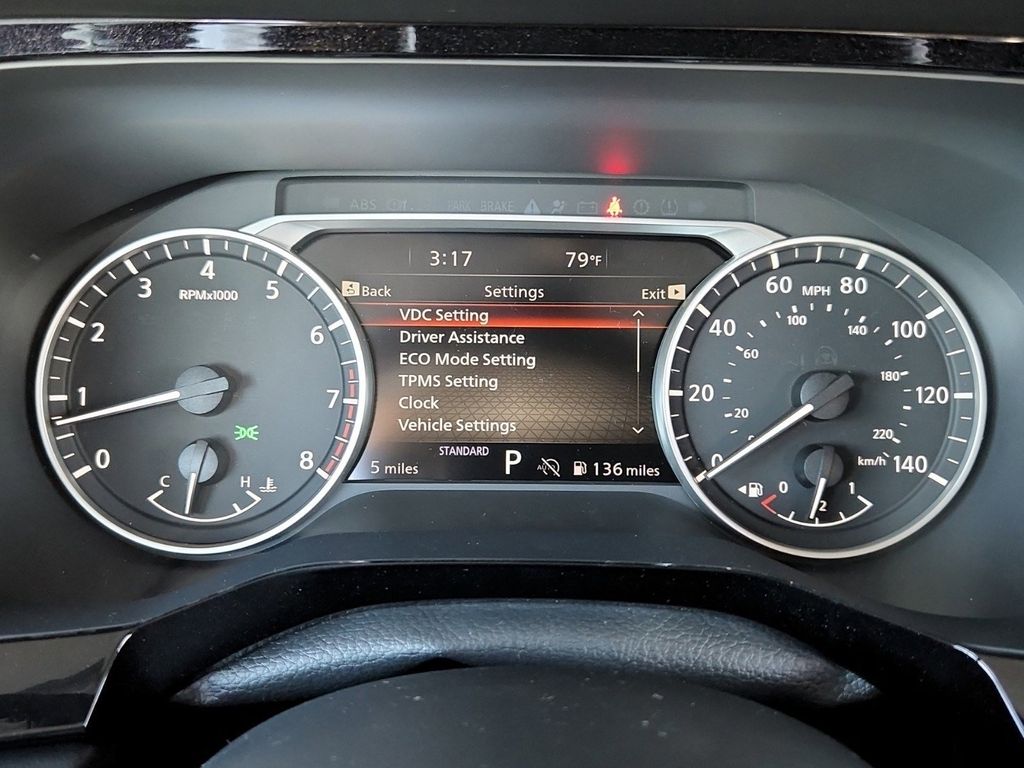 ABS PARK BRAKE
3:17 79°F
Back Settings Exit
VDC Setting
Driver Assistance
ECO Mode Setting
TPMS Setting
Clock
Vehicle Settings
STANDARD
5 miles P AUTO 136 miles
RPMx1000
0 1 2 3 4 5 6 7 8
C H
MPH
0 20 40 60 80 100 120 140
20 60 100 140 180 220
km/h
0 1/2 1